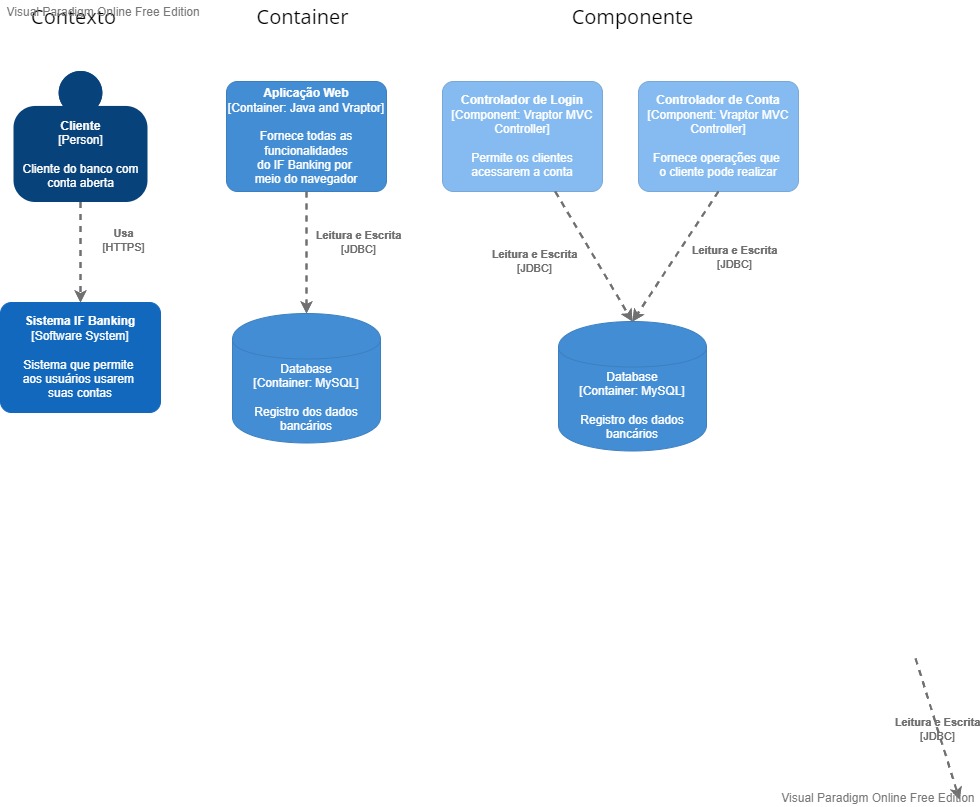 Visual Paradigm Online Free Edition
Contexto
Container
Componente
Cliente
[Person]
Cliente do banco com
conta aberta
Usa
[HTTPS]
Sistema IF Banking
[Software System]
Sistema que permite
aos usuários usarem
suas contas
Aplicação Web
[Container: Java and Vraptor]
Fornece todas as
funcionalidades
do IF Banking por
meio do navegador
Leitura e Escrita
[JDBC]
Database
[Container: MySQL]
Registro dos dados
bancários
Controlador de Login
[Component: Vraptor MVC
Controller]
Permite os clientes
acessarem a conta
Controlador de Conta
[Component: Vraptor MVC
Controller]
Fornece operações que
o cliente pode realizar
Leitura e Escrita
[JDBC]
Leitura e Escrita
[JDBC]
Database
[Container: MySQL]
Registro dos dados
bancários
Leitura e Escrita
[JDBC]
Visual Paradigm Online Free Edition